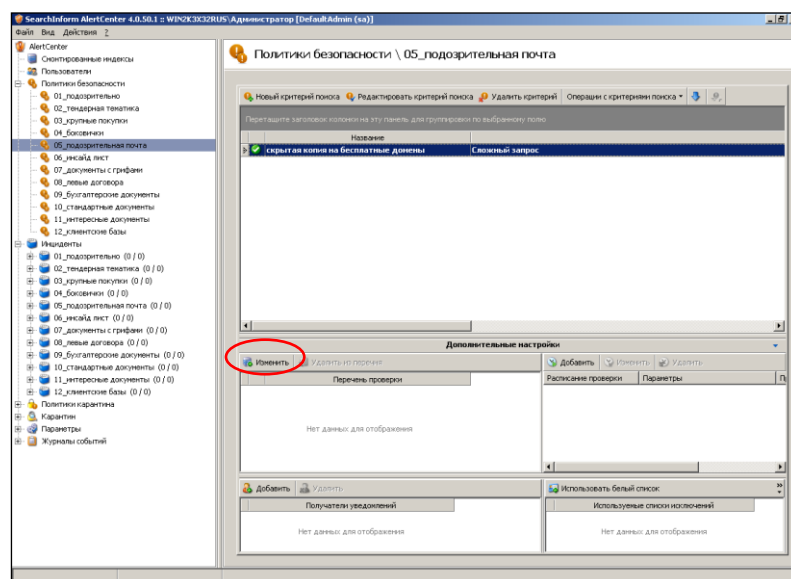 SearchInform AlertCenter 4.0.50.1 :: WIN2K3X32RUS\Администратор [DefaultAdmin (sa)]
Файл Вид Действия ?
AlertCenter
Смонтированные индексы
Пользователи
Политики безопасности
01_подозрительно
02_тендерная тематика
03_крупные покупки
04_боковички
05_подозрительная почта
06_инсайд лист
07_документы с грифами
08_левые договора
09_бухгалтерские документы
10_стандартные документы
11_интересные документы
12_клиентские базы
Инциденты
01_подозрительно (0 / 0)
02_тендерная тематика (0 / 0)
03_крупные покупки (0 / 0)
04_боковички (0 / 0)
05_подозрительная почта (0 / 0)
06_инсайд лист (0 / 0)
07_документы с грифами (0 / 0)
08_левые договора (0 / 0)
09_бухгалтерские документы (0 / 0)
10_стандартные документы (0 / 0)
11_интересные документы (0 / 0)
12_клиентские базы (0 / 0)
Политики карантина
Карантин
Параметры
Журналы событий
Политики безопасности \ 05_подозрительная почта
Новый критерий поиска Редактировать критерий поиска Удалить критерий Операции с критериями поиска
Перетащите заголовок колонки на эту панель для группировки по выбранному полю
Название
скрытая копия на бесплатные домены Сложный запрос
Дополнительные настройки
Изменить Удалить из перечня
Перечень проверки
Нет данных для отображения
Добавить Изменить Удалить
Расписание проверки Параметры П
Добавить Удалить
Получатели уведомлений
Нет данных для отображения
Использовать белый список
Используемые списки исключений
Нет данных для отображения